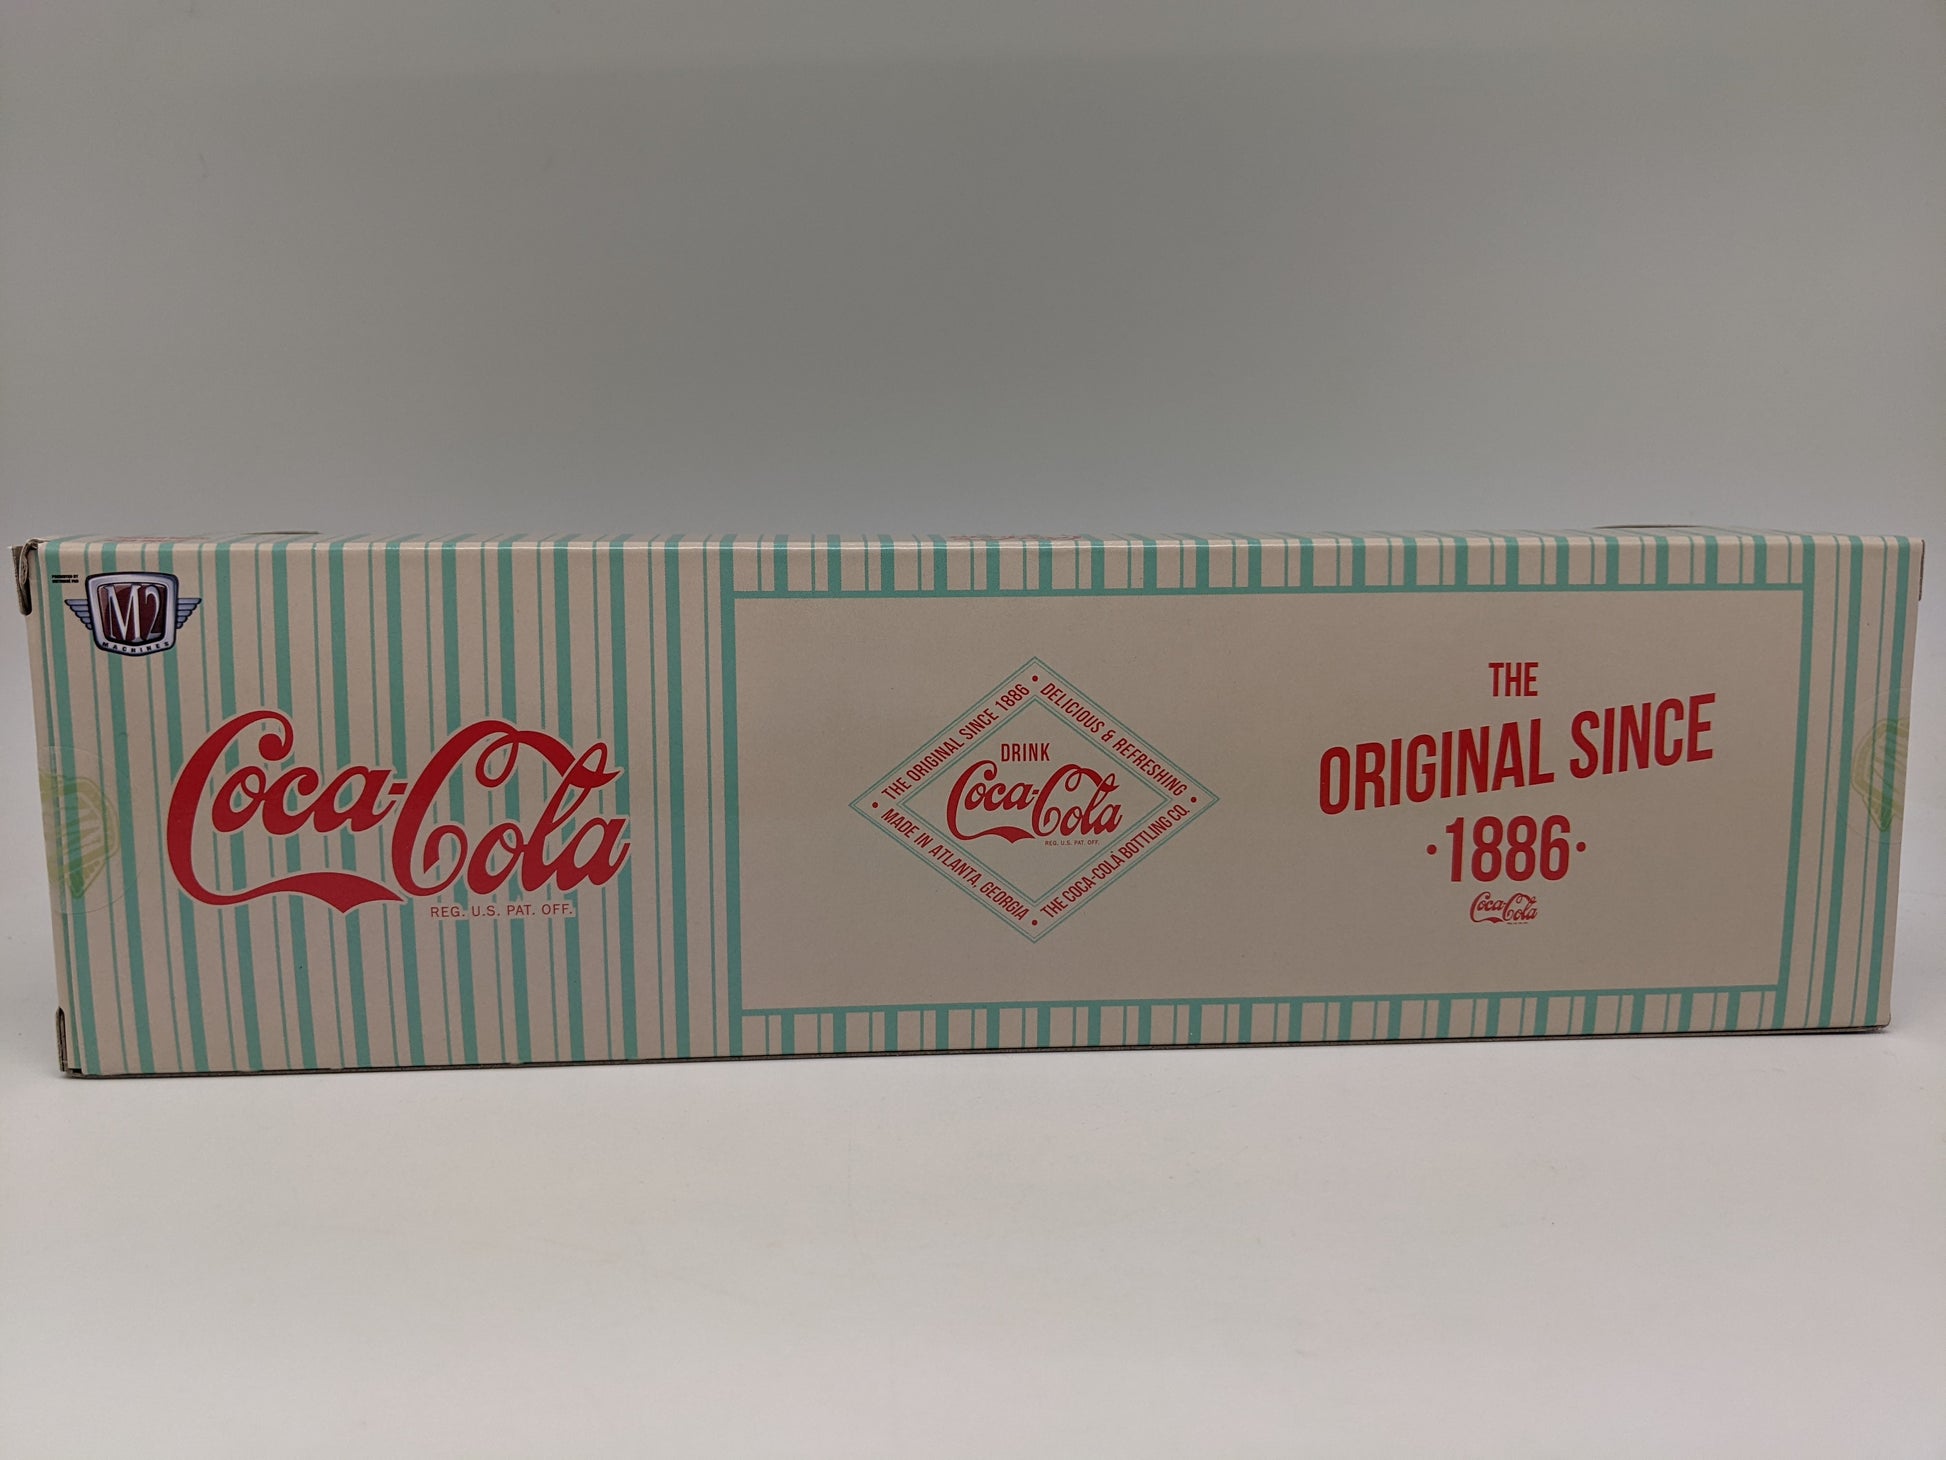 M2
MACHINES
Coca-Cola
REG. U.S. PAT. OFF.
• THE ORIGINAL SINCE 1886 • DELICIOUS & REFRESHING •
DRINK
Coca-Cola
REG. U.S. PAT. OFF.
• MADE IN ATLANTA, GEORGIA • THE COCA-COLA BOTTLING CO. •
THE
ORIGINAL SINCE
•1886•
Coca-Cola